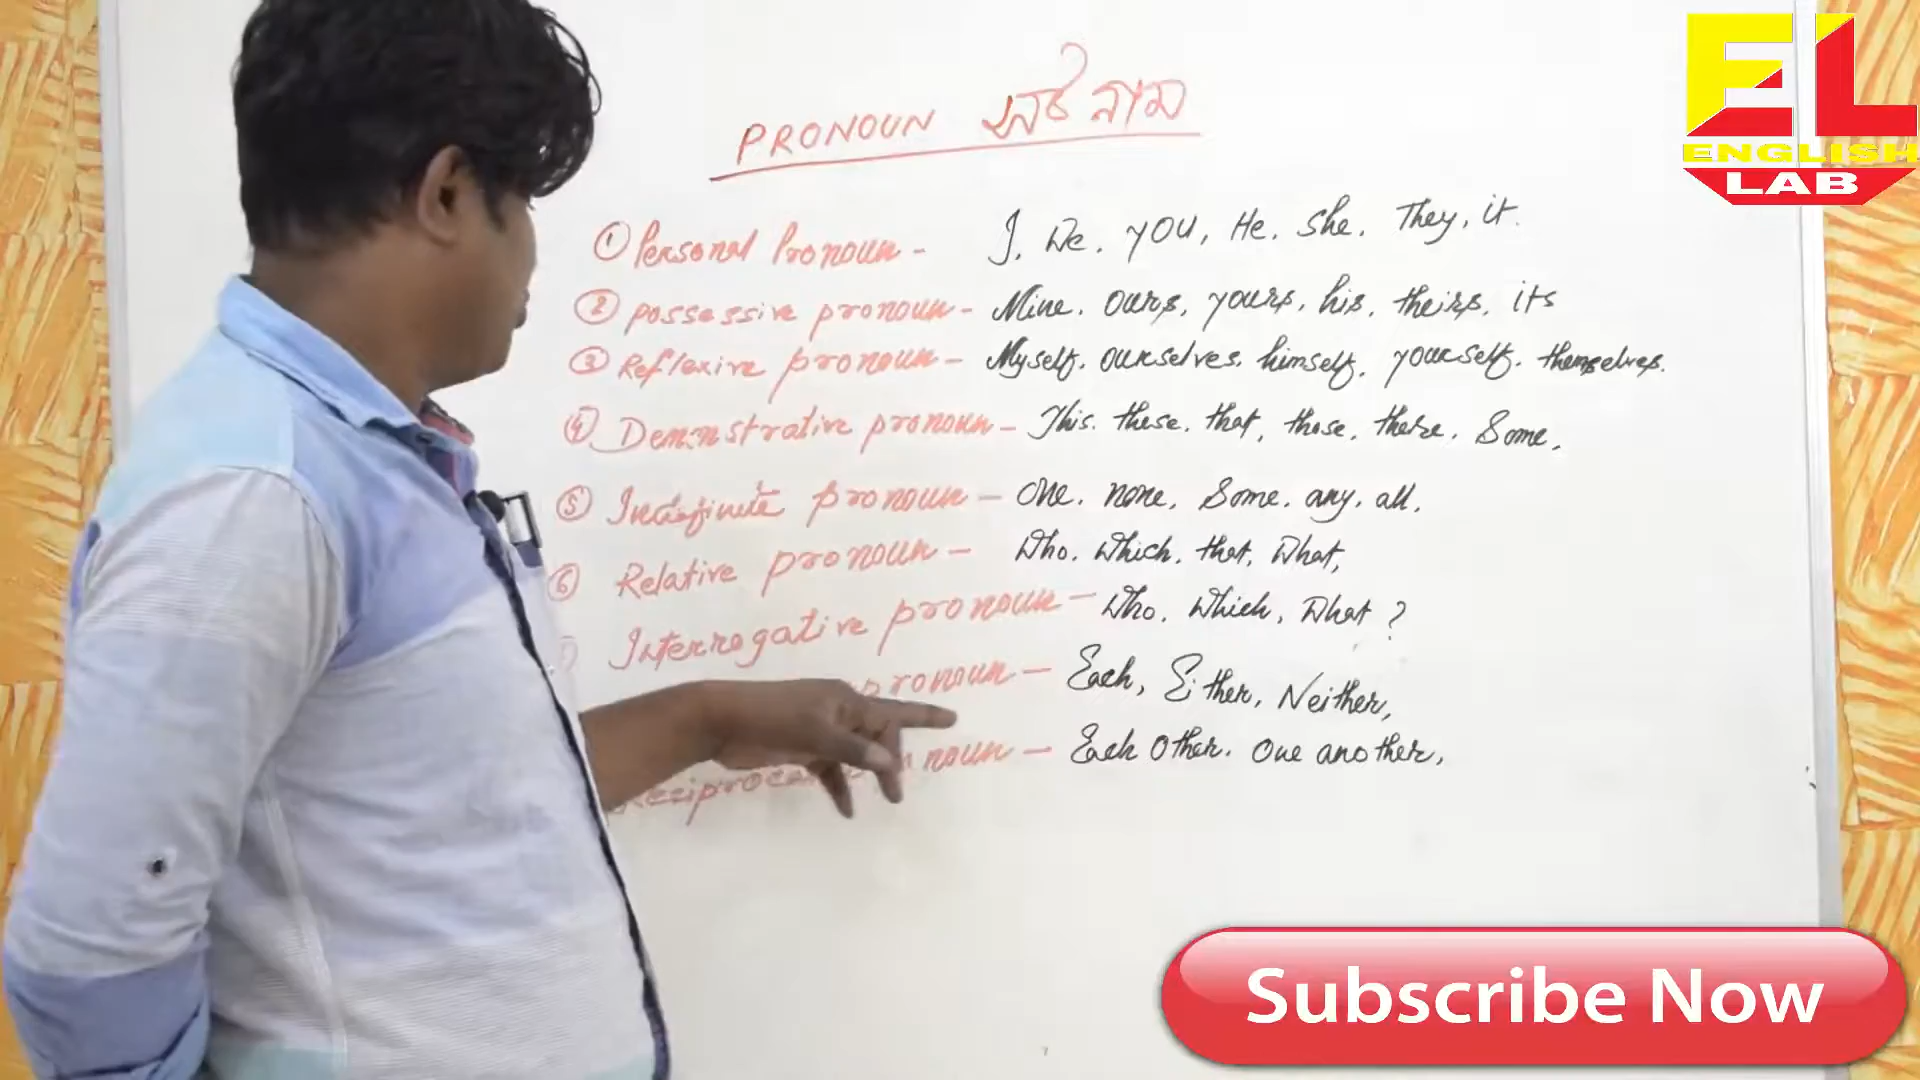 PRONOUN সর্বনাম
① Personal Pronoun - I. We. YOU, He. She. They, it.
② possessive pronoun - Mine. Ours, yours, his. theirs. its
③ Reflexive pronoun - Myself. ourselves. himself. yourself. themselves.
④ Demonstrative pronoun - This. these. that, those. there. Some,
⑤ Indefinite pronoun - One. none. Some. any. all.
⑥ Relative pronoun - Who. Which. that, What,
Interrogative pronoun - Who. Which, What ?
pronoun - Each, Either, Neither,
Reciprocal noun - Each Other. One another,
EL
ENGLISH
LAB
Subscribe Now